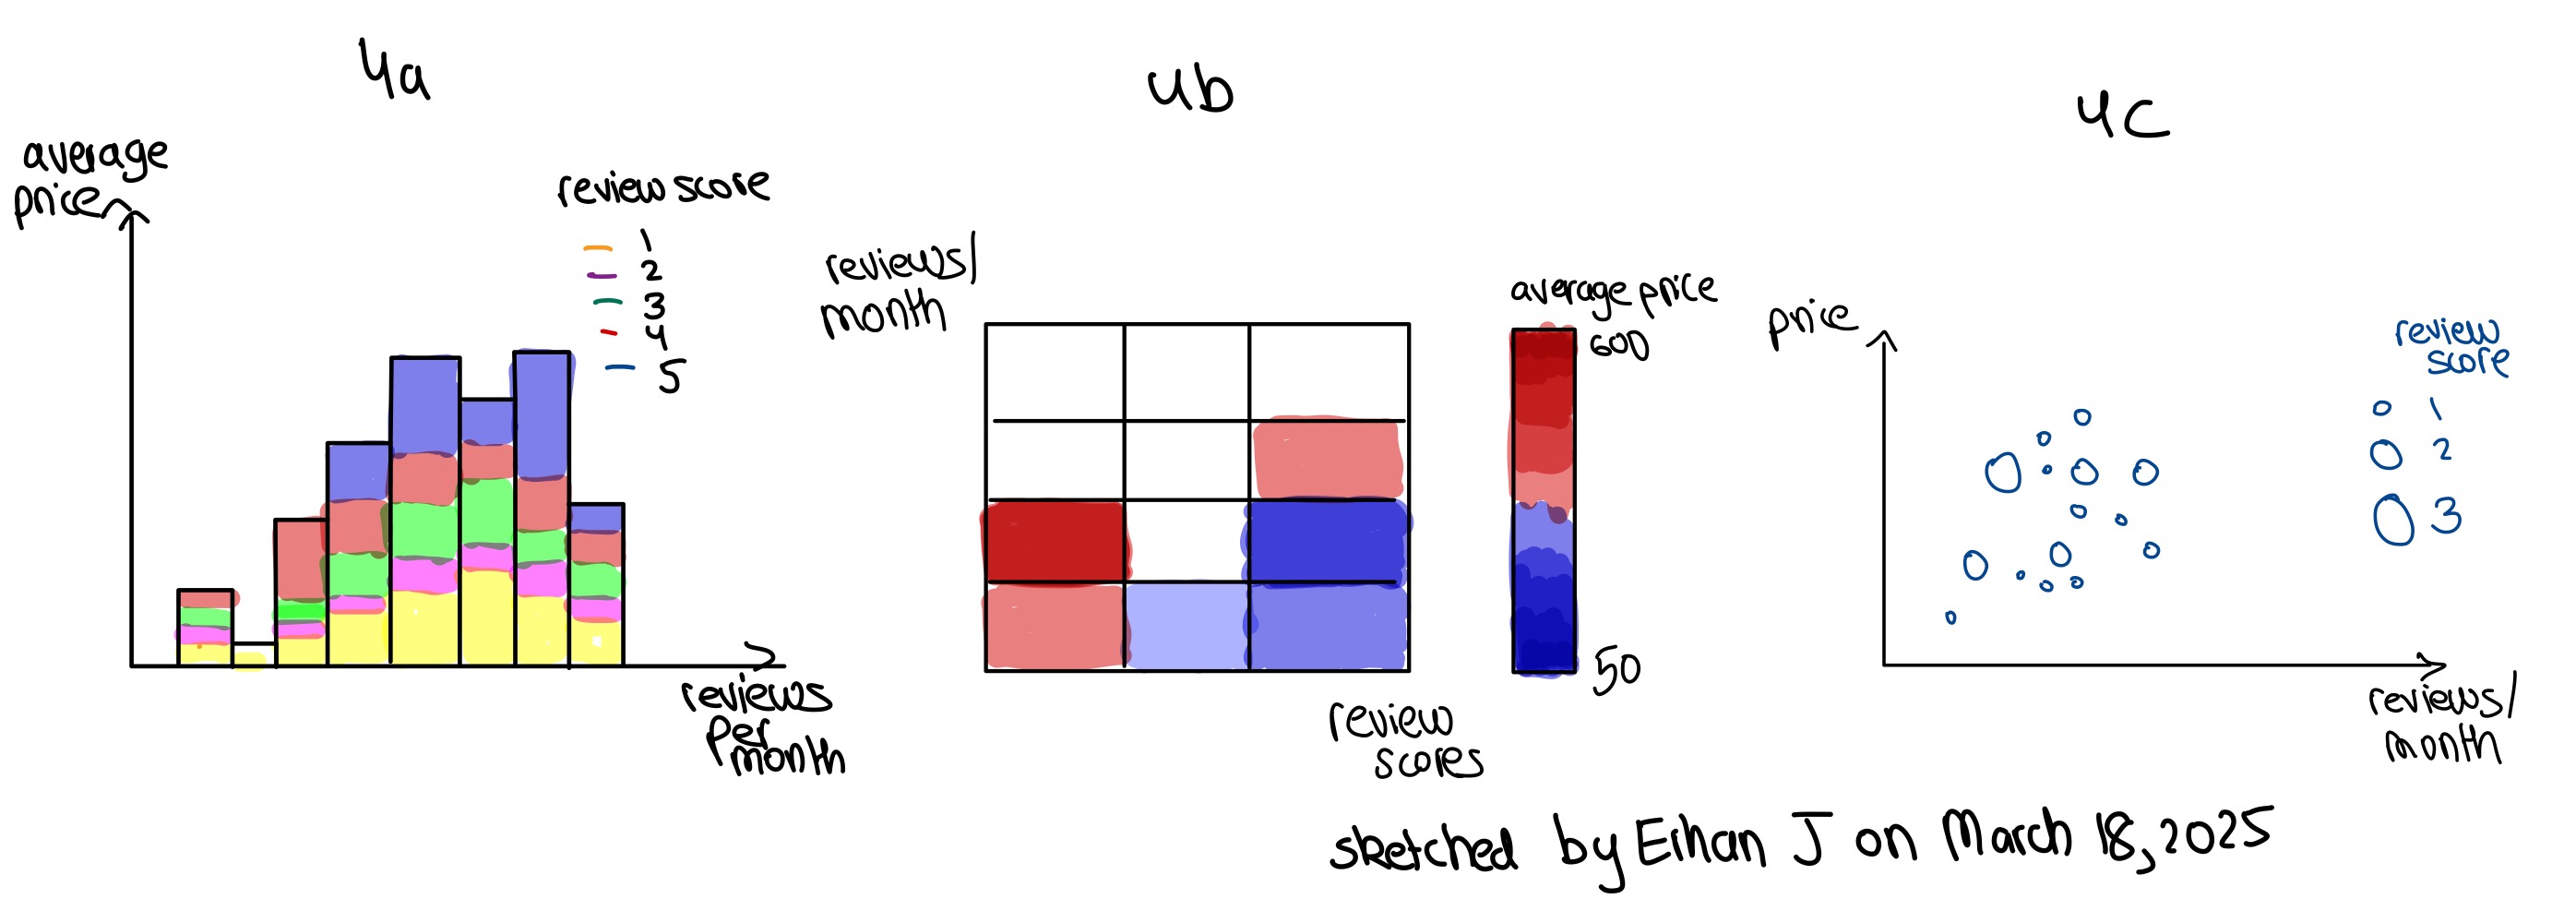 4a
average
price
review score
1
2
3
4
5
reviews
per
month
4b
reviews/
month
average price
600
50
review
scores
4c
price
review
score
1
2
3
reviews/
month
sketched by Ethan J on March 18, 2025